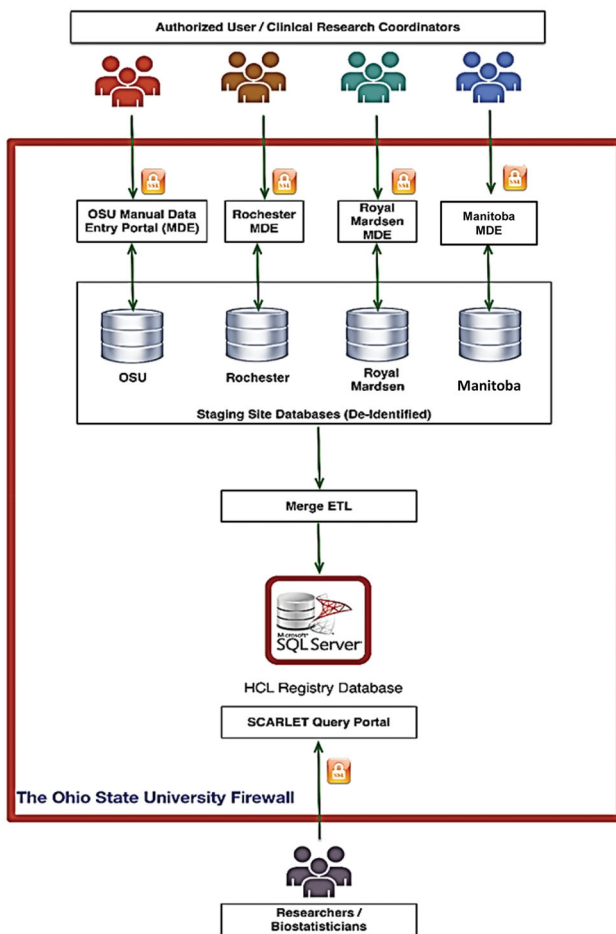 Authorized User / Clinical Research Coordinators
SSL
SSL
SSL
SSL
OSU Manual Data
Entry Portal (MDE)
Rochester
MDE
Royal
Mardsen
MDE
Manitoba
MDE
OSU
Rochester
Royal
Mardsen
Manitoba
Staging Site Databases (De-Identified)
Merge ETL
Microsoft
SQL Server
HCL Registry Database
SCARLET Query Portal
SSL
The Ohio State University Firewall
Researchers /
Biostatisticians